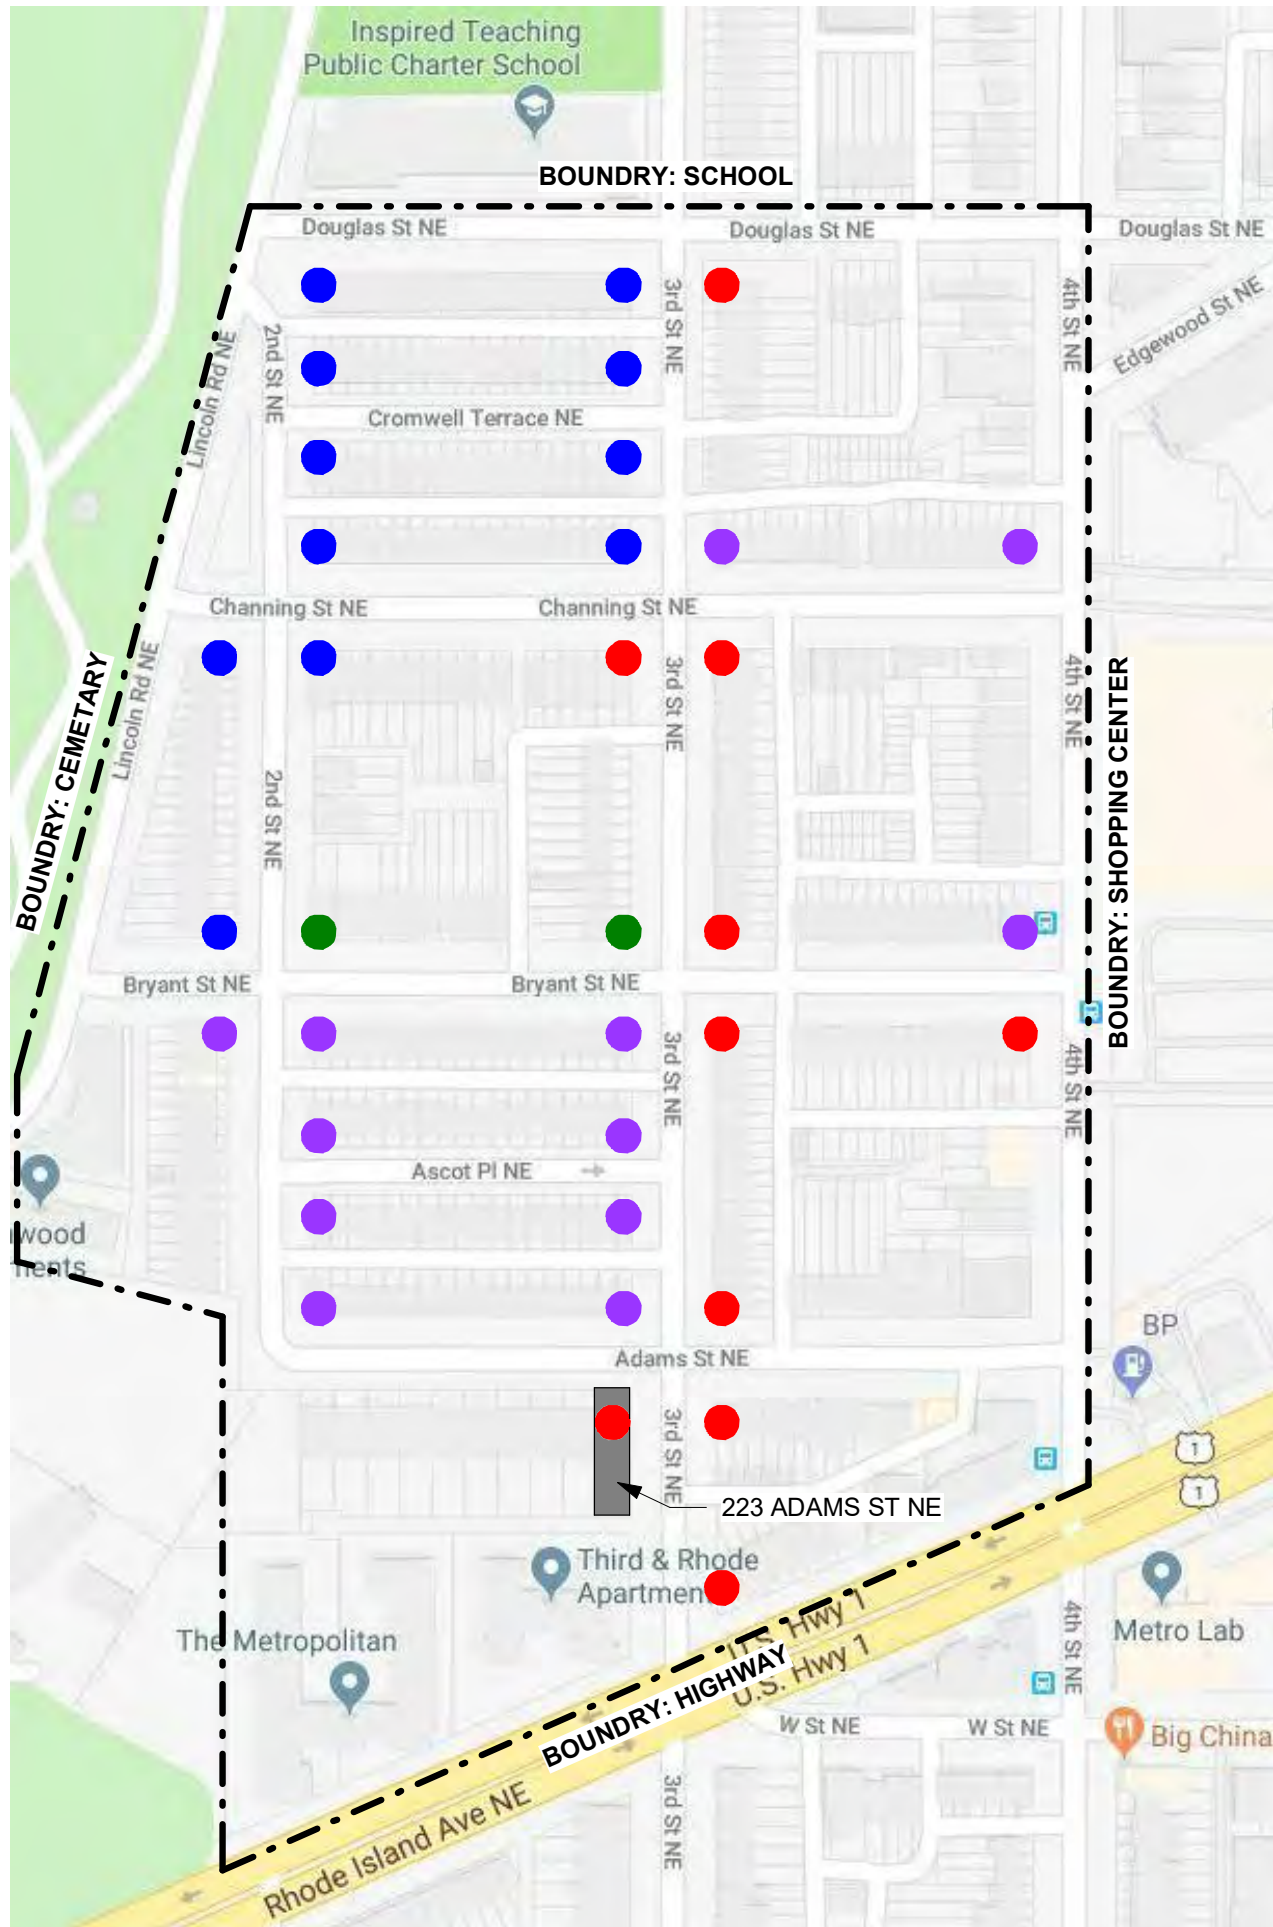 Inspired Teaching
Public Charter School
BOUNDRY: SCHOOL
Douglas St NE
Douglas St NE
Douglas St NE
3rd St NE
4th St NE
Edgewood St NE
2nd St NE
Lincoln Rd NE
Cromwell Terrace NE
Channing St NE
Channing St NE
Lincoln Rd NE
3rd St NE
4th St NE
BOUNDRY: CEMETARY
BOUNDRY: SHOPPING CENTER
2nd St NE
Bryant St NE
Bryant St NE
3rd St NE
4th St NE
Ascot Pl NE
wood
nents
BP
Adams St NE
3rd St NE
1
1
223 ADAMS ST NE
Third & Rhode
Apartmen
U.S. Hwy 1
U.S. Hwy 1
The Metropolitan
Metro Lab
4th St NE
BOUNDRY: HIGHWAY
W St NE
W St NE
Big China
3rd St NE
Rhode Island Ave NE